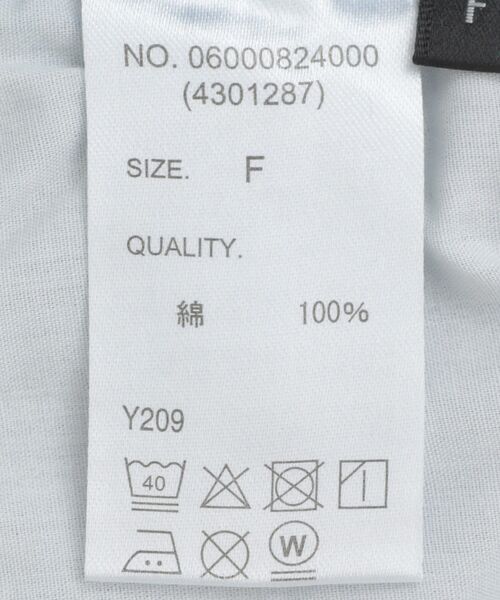 NO. 06000824000
(4301287)
SIZE. F
QUALITY.
綿 100%
Y209
40
W